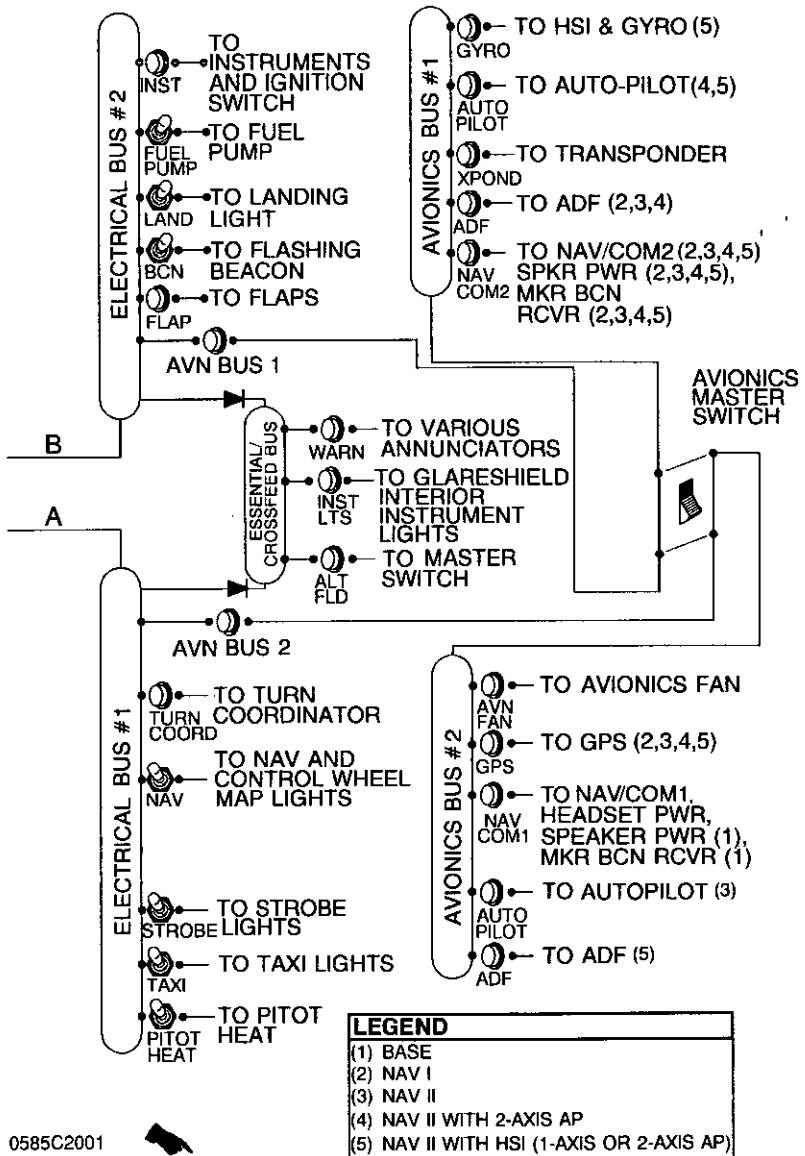 ELECTRICAL BUS #2
INST
TO
INSTRUMENTS
AND IGNITION
SWITCH
FUEL
PUMP
TO FUEL
PUMP
LAND
TO LANDING
LIGHT
BCN
TO FLASHING
BEACON
FLAP
TO FLAPS
AVN BUS 1
AVIONICS BUS #1
GYRO
TO HSI & GYRO (5)
AUTO
PILOT
TO AUTO-PILOT(4,5)
XPOND
TO TRANSPONDER
ADF
TO ADF (2,3,4)
NAV
COM2
TO NAV/COM2 (2,3,4,5)
SPKR PWR (2,3,4,5),
MKR BCN
RCVR (2,3,4,5)
AVIONICS
MASTER
SWITCH
B
A
ESSENTIAL/
CROSSFEED BUS
WARN
TO VARIOUS
ANNUNCIATORS
INST
LTS
TO GLARESHIELD
INTERIOR
INSTRUMENT
LIGHTS
ALT
FLD
TO MASTER
SWITCH
ELECTRICAL BUS #1
AVN BUS 2
TURN
COORD
TO TURN
COORDINATOR
NAV
TO NAV AND
CONTROL WHEEL
MAP LIGHTS
STROBE
TO STROBE
LIGHTS
TAXI
TO TAXI LIGHTS
PITOT
HEAT
TO PITOT
HEAT
AVIONICS BUS #2
AVN
FAN
TO AVIONICS FAN
GPS
TO GPS (2,3,4,5)
NAV
COM1
TO NAV/COM1,
HEADSET PWR,
SPEAKER PWR (1),
MKR BCN RCVR (1)
AUTO
PILOT
TO AUTOPILOT (3)
ADF
TO ADF (5)
LEGEND
(1) BASE
(2) NAV I
(3) NAV II
(4) NAV II WITH 2-AXIS AP
(5) NAV II WITH HSI (1-AXIS OR 2-AXIS AP)
0585C2001